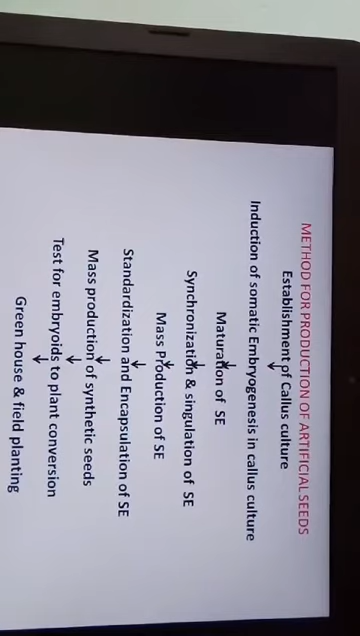 METHOD FOR PRODUCTION OF ARTIFICIAL SEEDS
Establishment of Callus culture
Induction of somatic Embryogenesis in callus culture
Maturation of SE
Synchronization & singulation of SE
Mass Production of SE
Standardization and Encapsulation of SE
Mass production of synthetic seeds
Test for embryoids to plant conversion
Green house & field planting